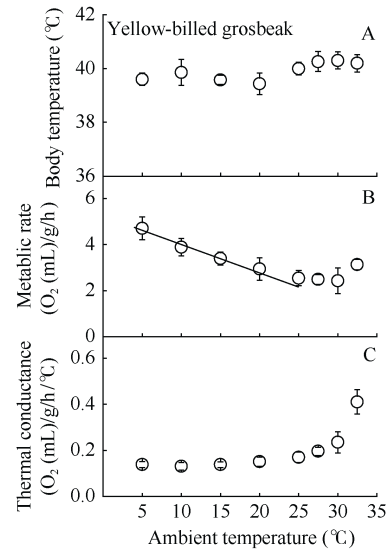 Yellow-billed grosbeak
A
Body temperature (℃)
42
40
38
36
B
Metablic rate
(O2 (mL)/g/h)
6
4
2
0
C
Thermal conductance
(O2 (mL)/g/h/℃)
0.6
0.4
0.2
0.0
5 10 15 20 25 30 35
Ambient temperature (℃)